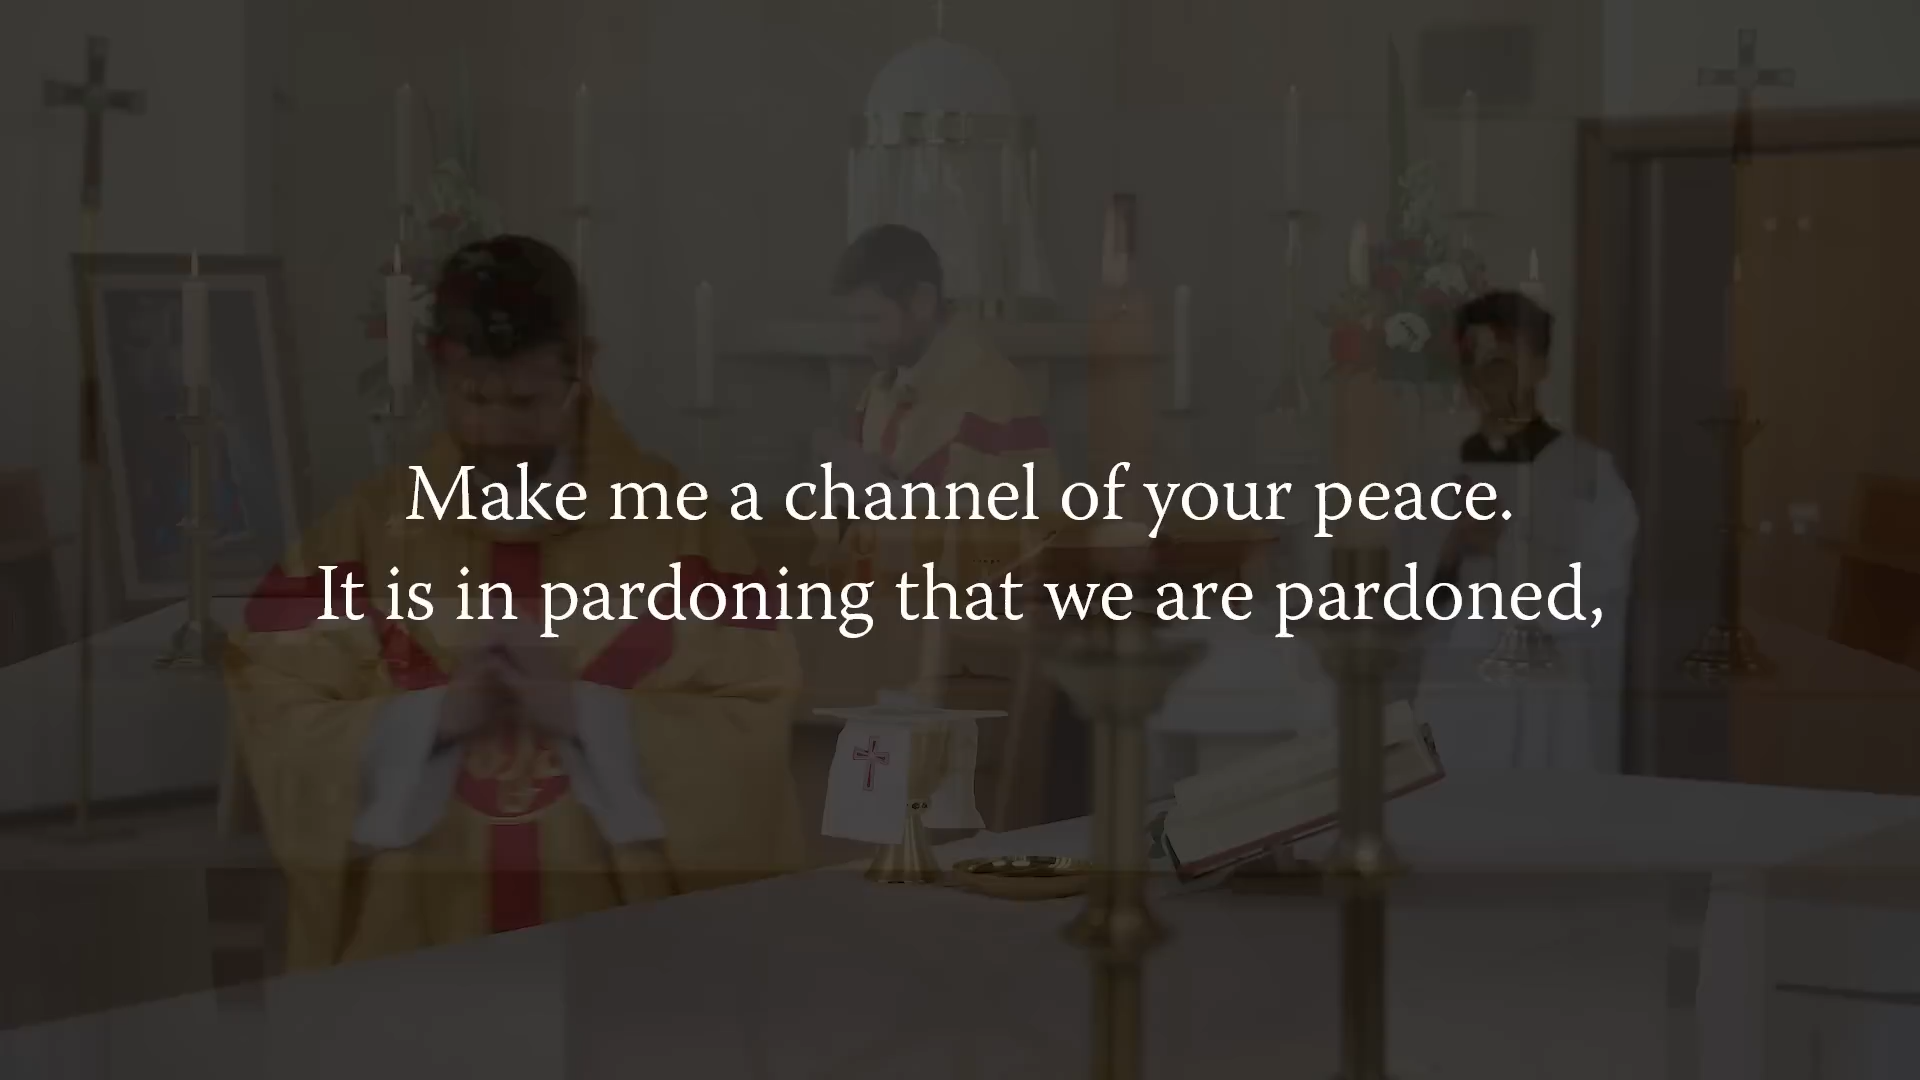 Make me a channel of your peace.
It is in pardoning that we are pardoned,